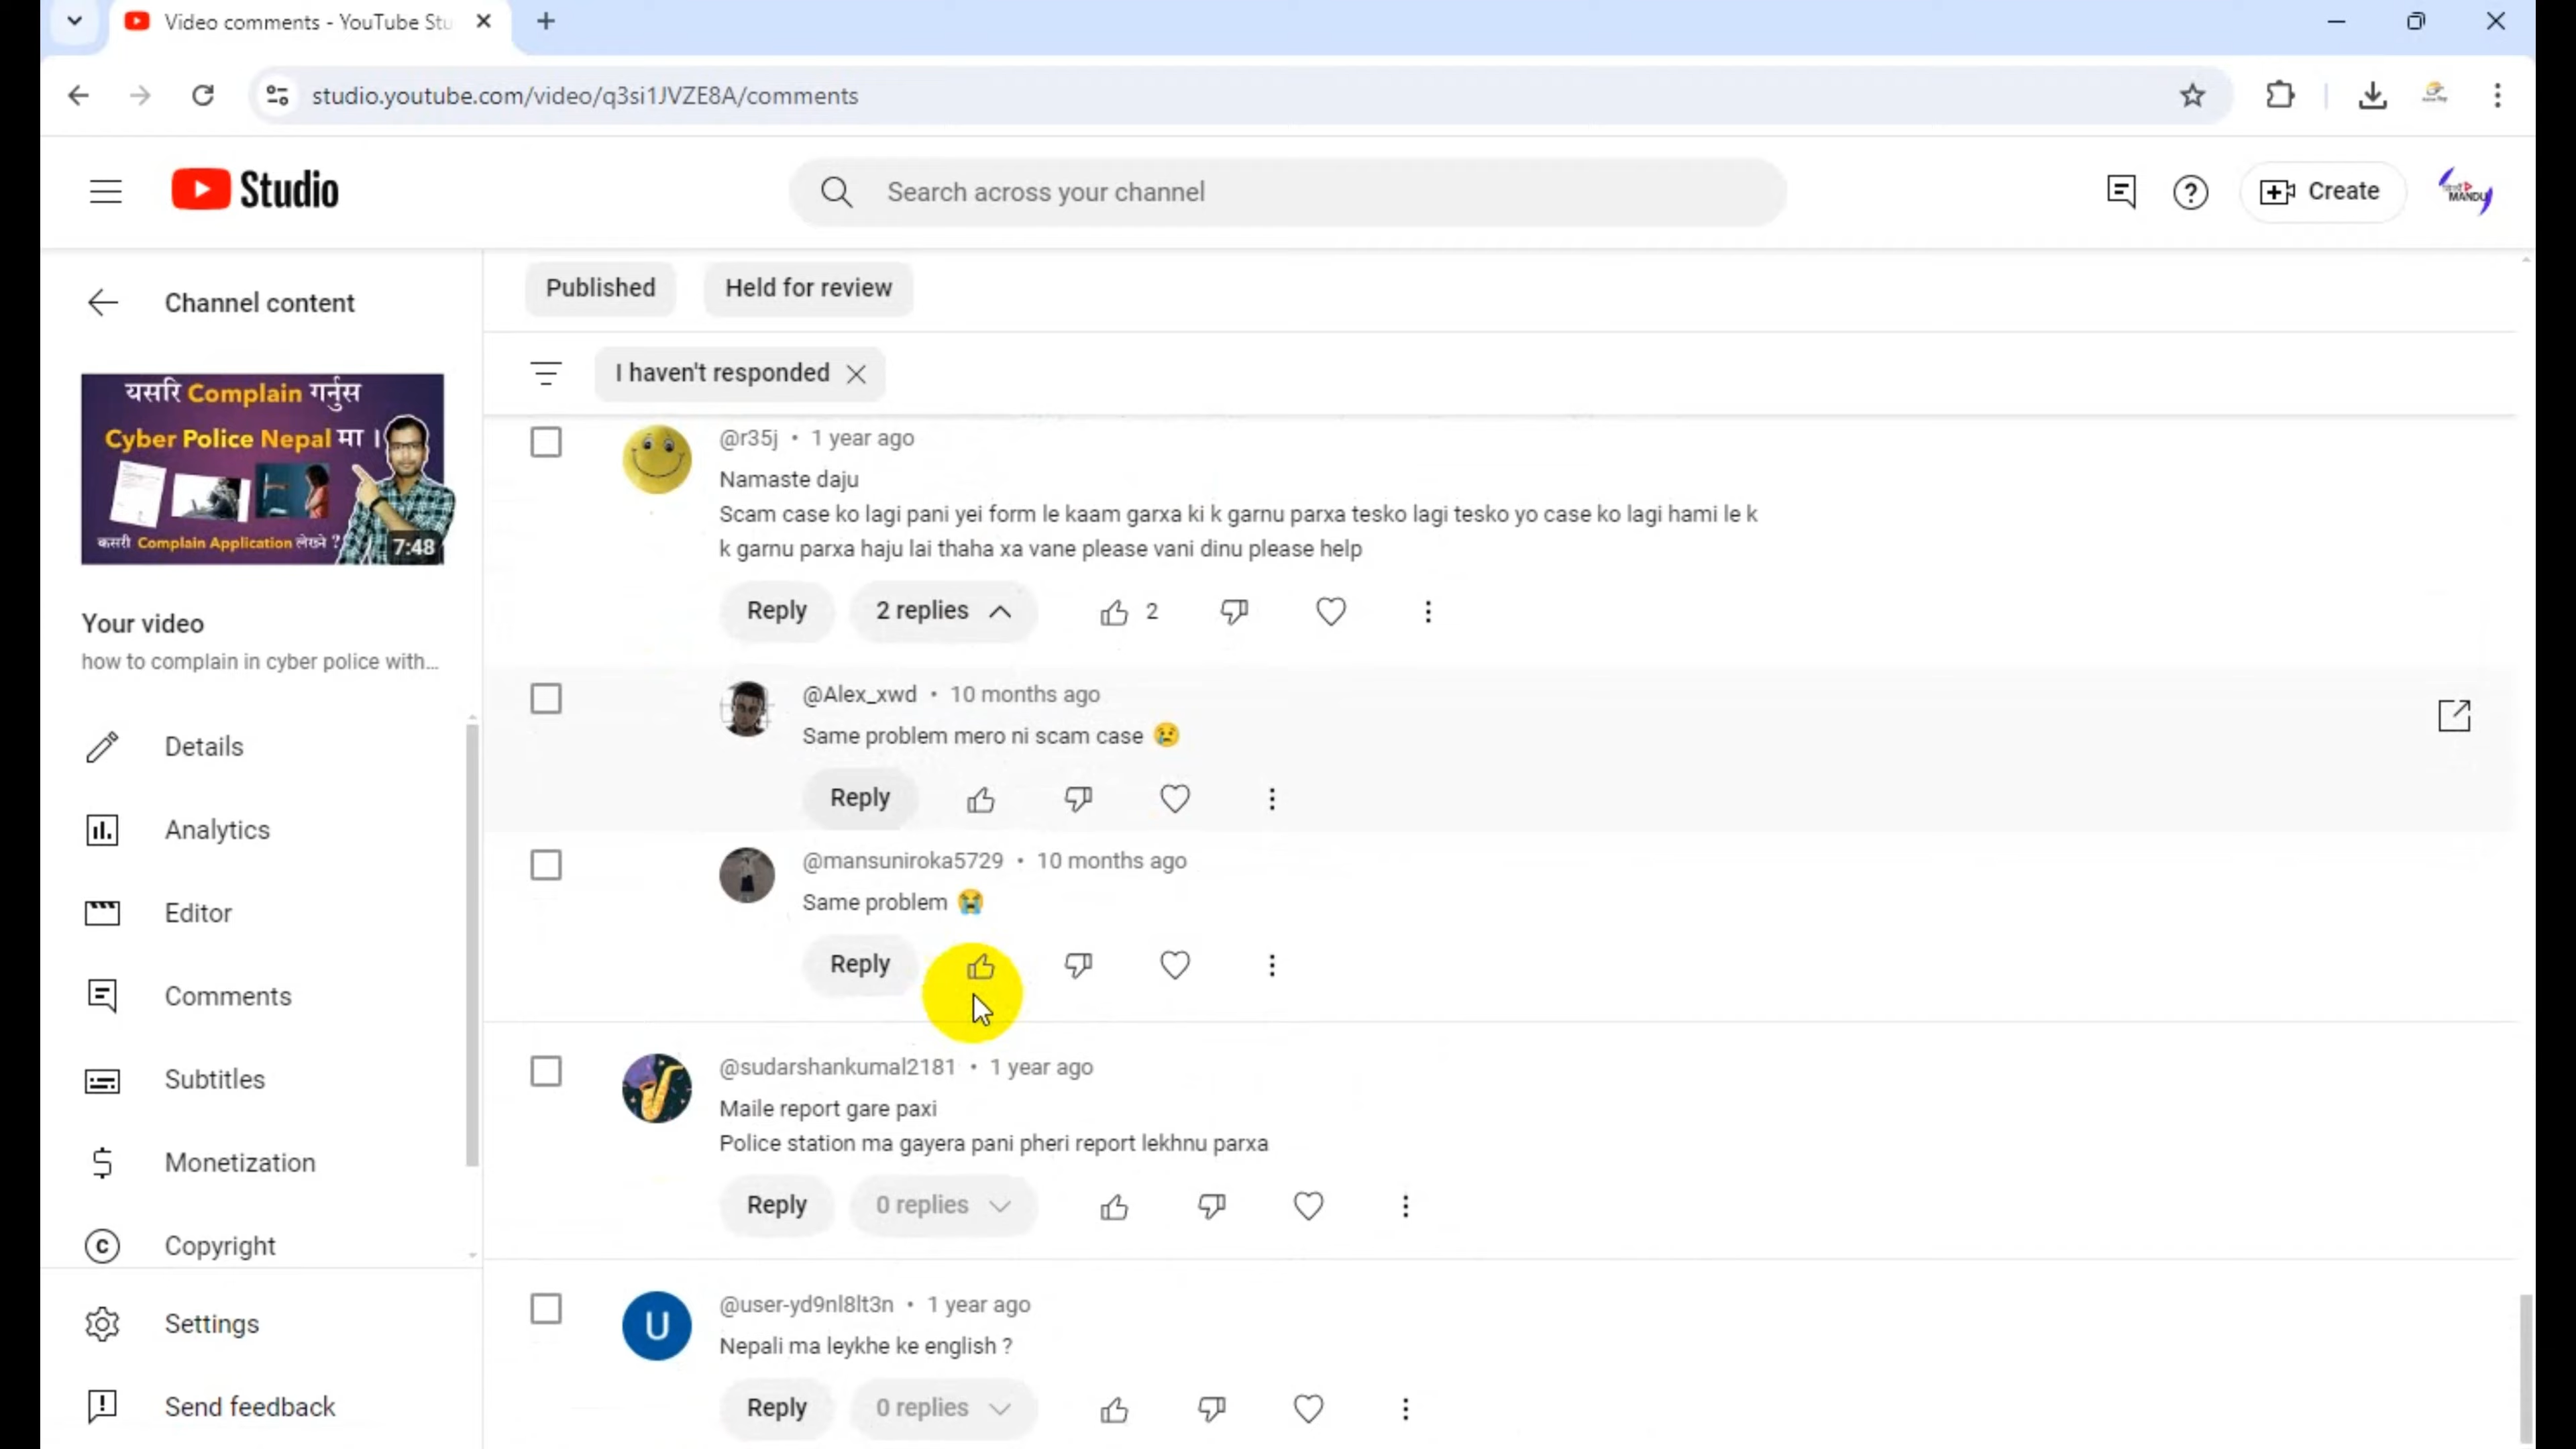 Video comments - YouTube Stu
studio.youtube.com/video/q3si1JVZE8A/comments
Studio
Search across your channel
Create
MANDU
Channel content
Published
Held for review
I haven't responded
यसरि Complain गर्नुस
Cyber Police Nepal मा ।
कसरी Complain Application लेख्ने ?
7:48
Your video
how to complain in cyber police with...
Details
Analytics
Editor
Comments
Subtitles
Monetization
Copyright
Settings
Send feedback
@r35j • 1 year ago
Namaste daju
Scam case ko lagi pani yei form le kaam garxa ki k garnu parxa tesko lagi tesko yo case ko lagi hami le k
k garnu parxa haju lai thaha xa vane please vani dinu please help
Reply
2 replies
2
@Alex_xwd • 10 months ago
Same problem mero ni scam case 😢
Reply
@mansuniroka5729 • 10 months ago
Same problem 😭
Reply
@sudarshankumal2181 • 1 year ago
Maile report gare paxi
Police station ma gayera pani pheri report lekhnu parxa
Reply
0 replies
U
@user-yd9nl8lt3n • 1 year ago
Nepali ma leykhe ke english ?
Reply
0 replies